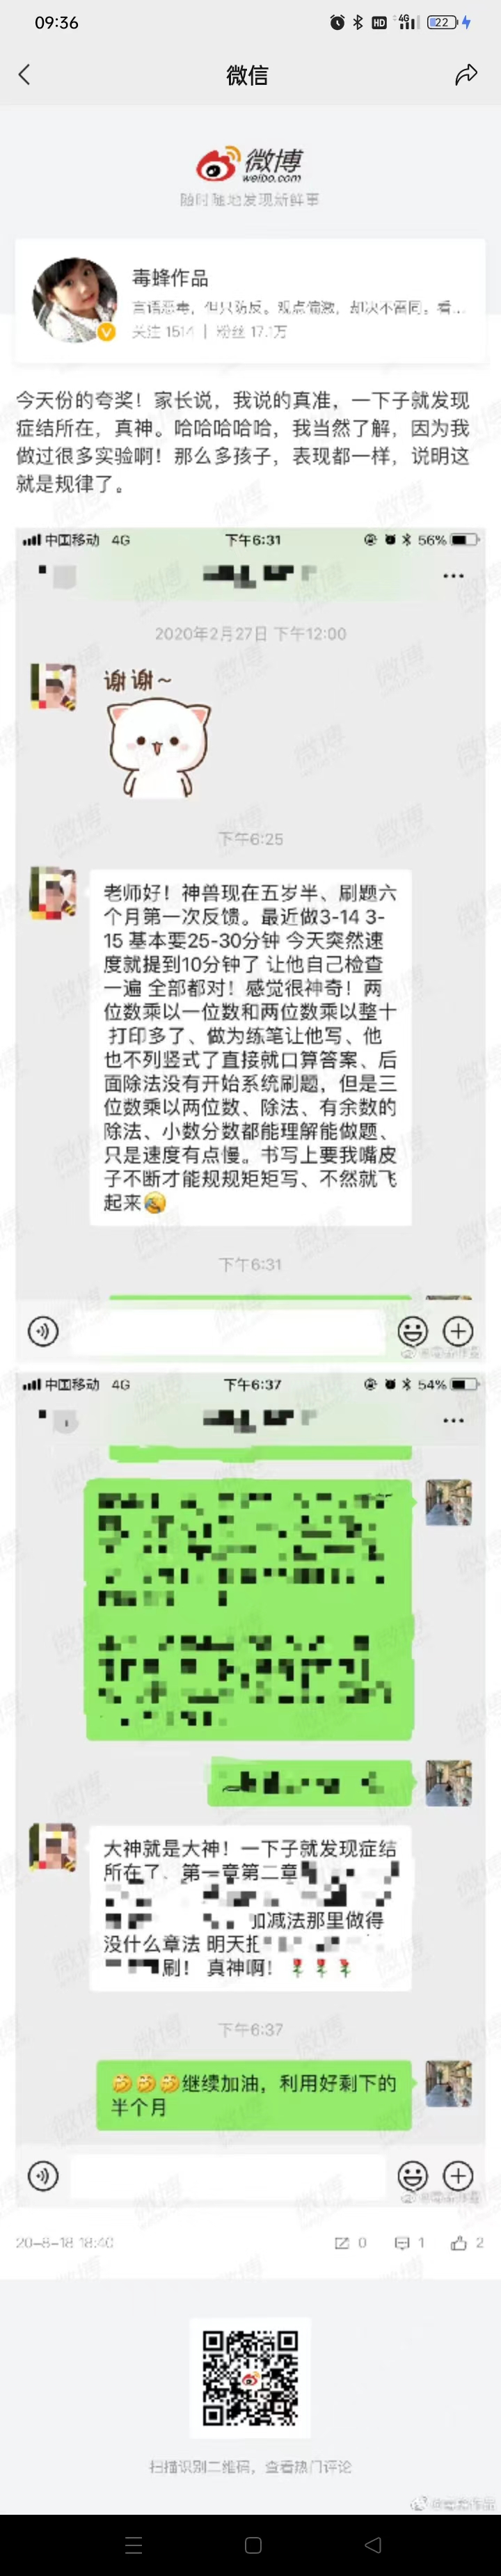 09:36
HD 4G 22
微信
微博
weibo.com
随时随地发现新鲜事
毒蜂作品
言语恶毒，但只防反。观点偏激，却决不雷同。看...
关注 1514 | 粉丝 17.1万
今天份的夸奖！家长说，我说的真准，一下子就发现
症结所在，真神。哈哈哈哈哈，我当然了解，因为我
做过很多实验啊！那么多孩子，表现都一样，说明这
就是规律了。
中国移动 4G 下午6:31 56%
2020年2月27日 下午12:00
谢谢~
下午6:25
老师好！神兽现在五岁半、刷题六
个月第一次反馈。最近做3-14 3-
15 基本要25-30分钟 今天突然速
度就提到10分钟了 让他自己检查
一遍 全部都对！感觉很神奇！两
位数乘以一位数和两位数乘以整十
打印多了、做为练笔让他写、他
也不列竖式了直接就口算答案、后
面除法没有开始系统刷题，但是三
位数乘以两位数、除法、有余数的
除法、小数分数都能理解能做题、
只是速度有点慢。书写上要我嘴皮
子不断才能规规矩矩写、不然就飞
起来
下午6:31
中国移动 4G 下午6:37 54%
大神就是大神！一下子就发现症结
所在了、第一章第二章
加减法那里做得
没什么章法 明天把
刷！真神啊！
下午6:37
继续加油，利用好剩下的
半个月
20-8-18 18:40
0 1 2
扫描识别二维码，查看热门评论